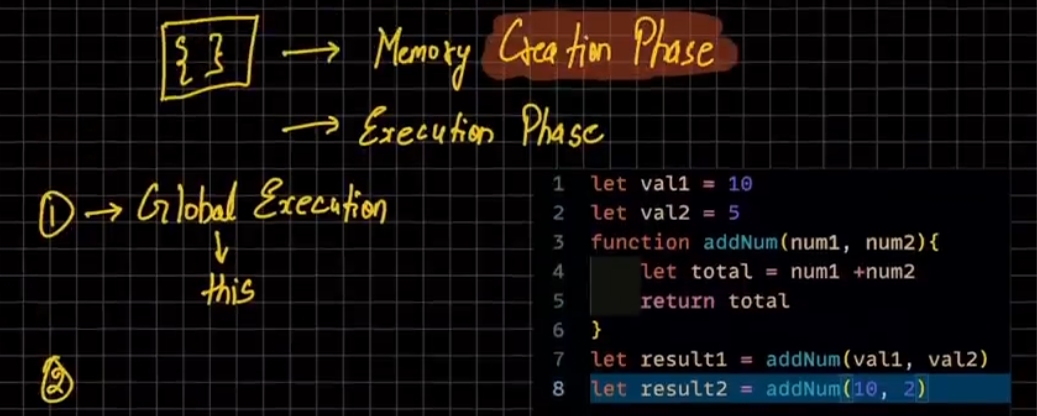 { } → Memory Creation Phase
→ Execution Phase
① → Global Execution
↓
this
②
1 let val1 = 10
2 let val2 = 5
3 function addNum(num1, num2){
4 let total = num1 +num2
5 return total
6 }
7 let result1 = addNum(val1, val2)
8 let result2 = addNum(10, 2)